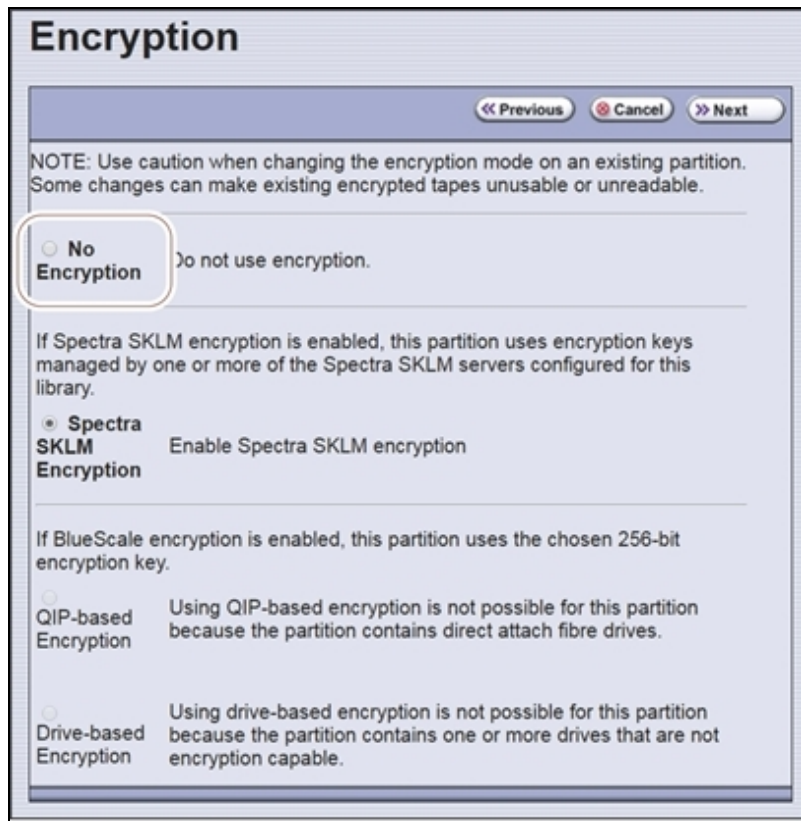 Encryption
Previous Cancel Next
NOTE: Use caution when changing the encryption mode on an existing partition.
Some changes can make existing encrypted tapes unusable or unreadable.
No
Encryption
Do not use encryption.
If Spectra SKLM encryption is enabled, this partition uses encryption keys
managed by one or more of the Spectra SKLM servers configured for this
library.
Spectra
SKLM
Encryption
Enable Spectra SKLM encryption
If BlueScale encryption is enabled, this partition uses the chosen 256-bit
encryption key.
QIP-based
Encryption
Using QIP-based encryption is not possible for this partition
because the partition contains direct attach fibre drives.
Drive-based
Encryption
Using drive-based encryption is not possible for this partition
because the partition contains one or more drives that are not
encryption capable.